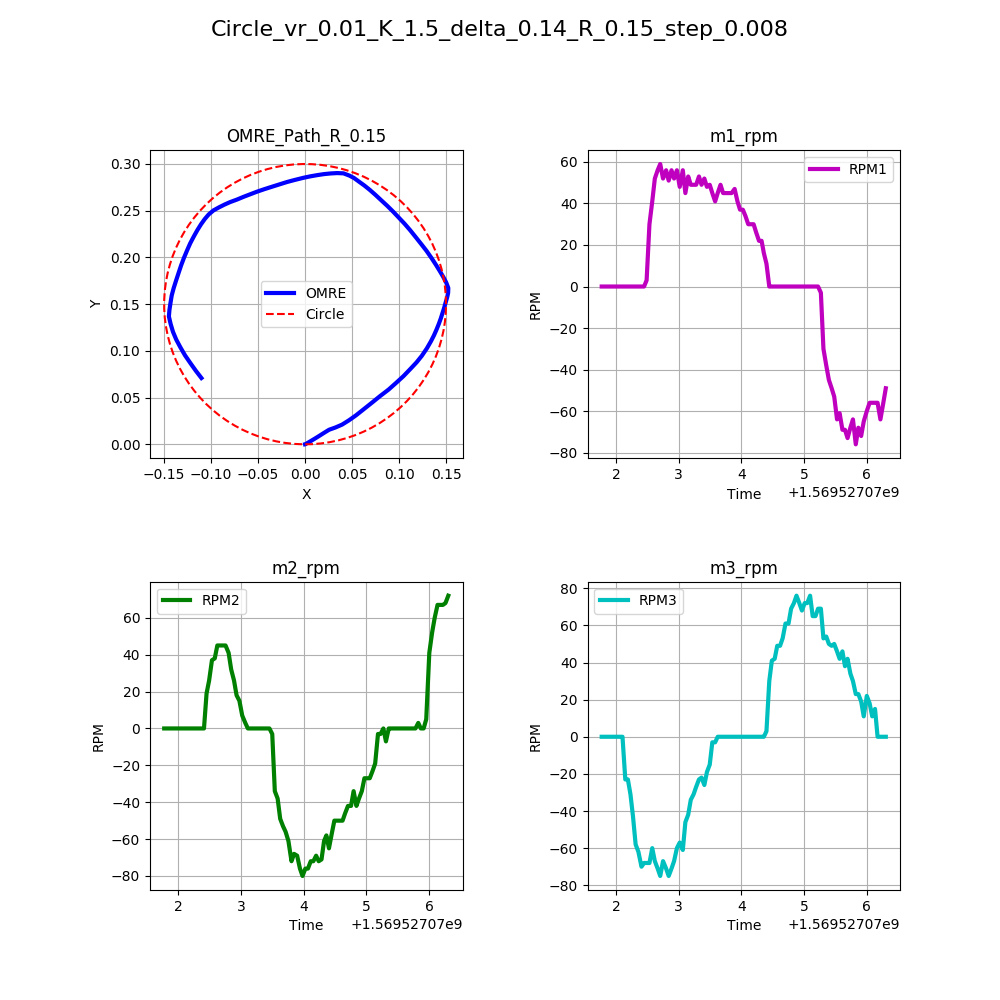 Circle_vr_0.01_K_1.5_delta_0.14_R_0.15_step_0.008
OMRE_Path_R_0.15
0.30
0.25
0.20
0.15
0.10
0.05
0.00
Y
OMRE
Circle
−0.15 −0.10 −0.05 0.00 0.05 0.10 0.15
X
m1_rpm
60
40
20
0
−20
−40
−60
−80
RPM
RPM1
2 3 4 5 6
Time
+1.56952707e9
m2_rpm
60
40
20
0
−20
−40
−60
−80
RPM
RPM2
2 3 4 5 6
Time
+1.56952707e9
m3_rpm
80
60
40
20
0
−20
−40
−60
−80
RPM
RPM3
2 3 4 5 6
Time
+1.56952707e9